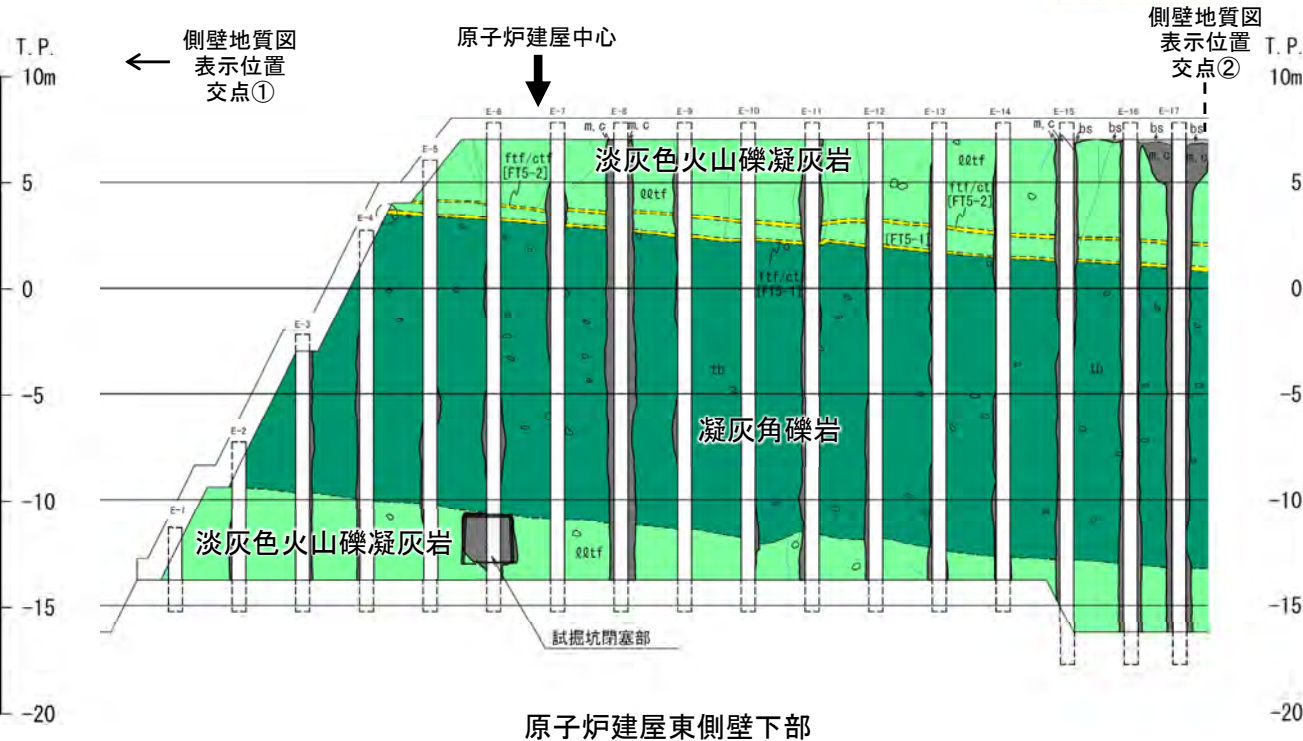 側壁地質図
表示位置
交点②
側壁地質図
表示位置
交点①
原子炉建屋中心
T.P.
T.P.
10m
10m
E-6
E-7
E-8
E-9
E-10
E-11
E-12
E-13
E-14
E-15
E-16
E-17
m.c
m.c
m.c
bs
bs
bs
bs
E-5
淡灰色火山礫凝灰岩
ftf/ctf
[FT5-2]
ℓℓtf
m.c
m.c
5
5
ℓℓtf
ftf/ct
[FT5-2]
E-4
[FT5-1]
ftf/ct
[FT5-1]
0
0
E-3
tb
tb
-5
-5
凝灰角礫岩
E-2
-10
-10
E-1
淡灰色火山礫凝灰岩
ℓℓtf
-15
-15
試掘坑閉塞部
-20
-20
原子炉建屋東側壁下部